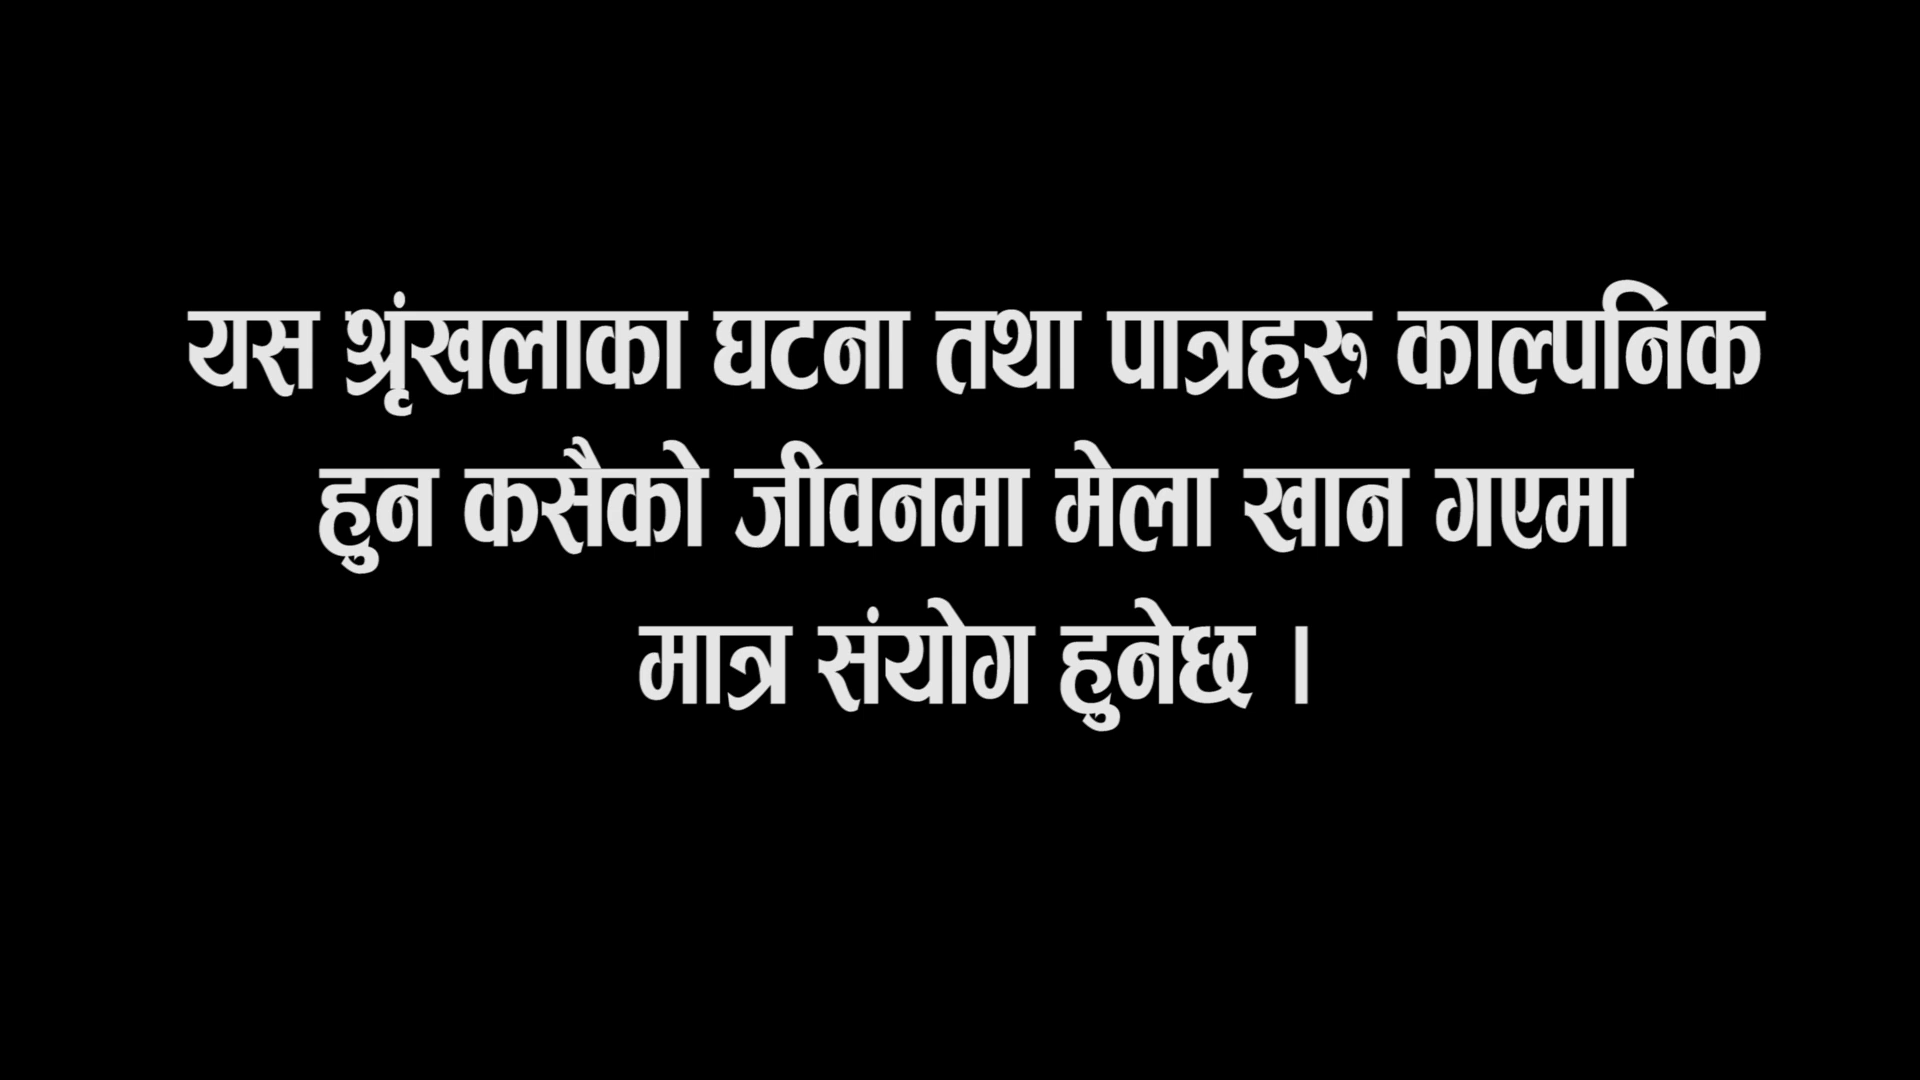 यस श्रृंखलाका घटना तथा पात्रहरु काल्पनिक
हुन कसैको जीवनमा मेला खान गएमा
मात्र संयोग हुनेछ ।